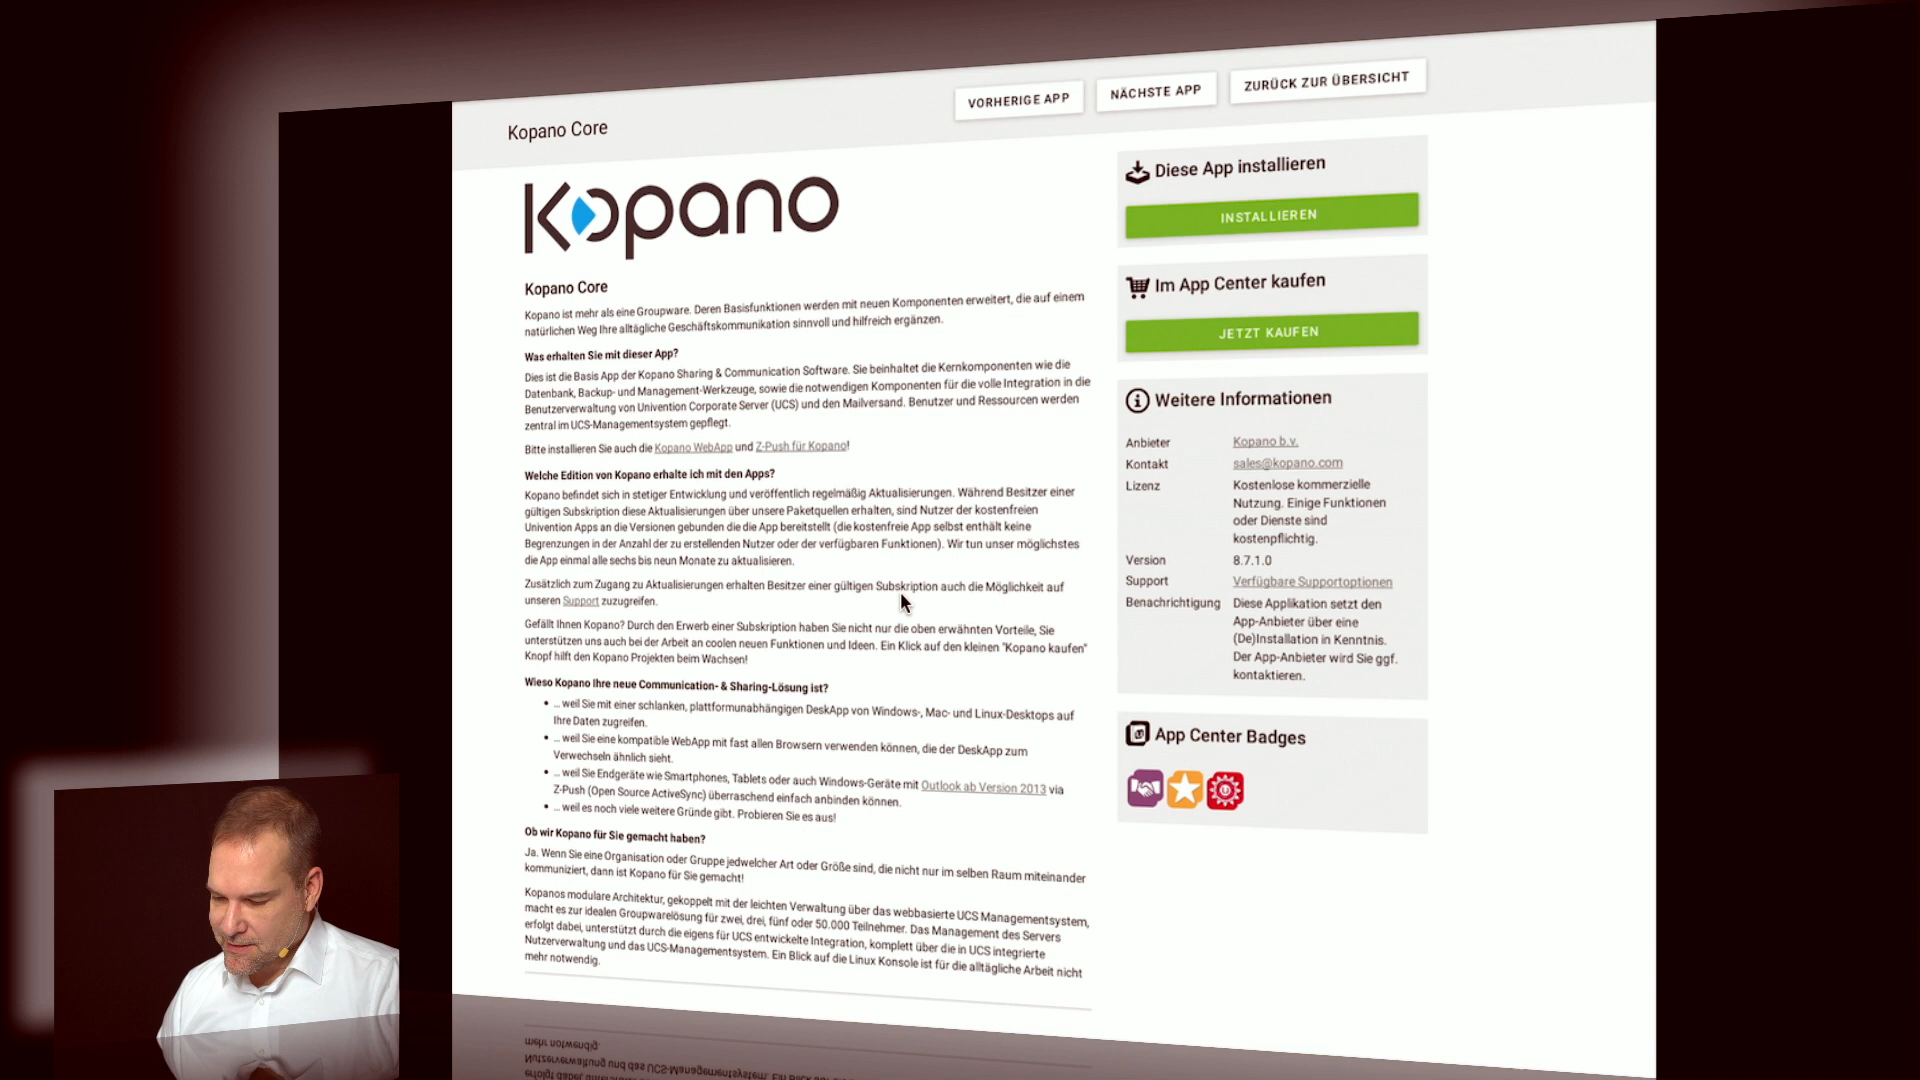 Kopano Core
VORHERIGE APP
NÄCHSTE APP
ZURÜCK ZUR ÜBERSICHT
Kopano
Kopano Core
Kopano ist mehr als eine Groupware. Deren Basisfunktionen werden mit neuen Komponenten erweitert, die auf einem
natürlichen Weg Ihre alltägliche Geschäftskommunikation sinnvoll und hilfreich ergänzen.
Was erhalten Sie mit dieser App?
Dies ist die Basis App der Kopano Sharing & Communication Software. Sie beinhaltet die Kernkomponenten wie die
Datenbank, Backup- und Management-Werkzeuge, sowie die notwendigen Komponenten für die volle Integration in die
Benutzerverwaltung von Univention Corporate Server (UCS) und den Mailversand. Benutzer und Ressourcen werden
zentral im UCS-Managementsystem gepflegt.
Bitte installieren Sie auch die Kopano WebApp und Z-Push für Kopano!
Welche Edition von Kopano erhalte ich mit den Apps?
Kopano befindet sich in stetiger Entwicklung und veröffentlich regelmäßig Aktualisierungen. Während Besitzer einer
gültigen Subskription diese Aktualisierungen über unsere Paketquellen erhalten, sind Nutzer der kostenfreien
Univention Apps an die Versionen gebunden die die App bereitstellt (die kostenfreie App selbst enthält keine
Begrenzungen in der Anzahl der zu erstellenden Nutzer oder der verfügbaren Funktionen). Wir tun unser möglichstes
die App einmal alle sechs bis neun Monate zu aktualisieren.
Zusätzlich zum Zugang zu Aktualisierungen erhalten Besitzer einer gültigen Subskription auch die Möglichkeit auf
unseren Support zuzugreifen.
Gefällt Ihnen Kopano? Durch den Erwerb einer Subskription haben Sie nicht nur die oben erwähnten Vorteile, Sie
unterstützen uns auch bei der Arbeit an coolen neuen Funktionen und Ideen. Ein Klick auf den kleinen "Kopano kaufen"
Knopf hilft den Kopano Projekten beim Wachsen!
Wieso Kopano Ihre neue Communication- & Sharing-Lösung ist?
• ... weil Sie mit einer schlanken, plattformunabhängigen DeskApp von Windows-, Mac- und Linux-Desktops auf
Ihre Daten zugreifen.
• ... weil Sie eine kompatible WebApp mit fast allen Browsern verwenden können, die der DeskApp zum
Verwechseln ähnlich sieht.
• ... weil Sie Endgeräte wie Smartphones, Tablets oder auch Windows-Geräte mit Outlook ab Version 2013 via
Z-Push (Open Source ActiveSync) überraschend einfach anbinden können.
• ... weil es noch viele weitere Gründe gibt. Probieren Sie es aus!
Ob wir Kopano für Sie gemacht haben?
Ja. Wenn Sie eine Organisation oder Gruppe jedwelcher Art oder Größe sind, die nicht nur im selben Raum miteinander
kommuniziert, dann ist Kopano für Sie gemacht!
Kopanos modulare Architektur, gekoppelt mit der leichten Verwaltung über das webbasierte UCS Managementsystem,
macht es zur idealen Groupwarelösung für zwei, drei, fünf oder 50.000 Teilnehmer. Das Management des Servers
erfolgt dabei, unterstützt durch die eigens für UCS entwickelte Integration, komplett über die in UCS integrierte
Nutzerverwaltung und das UCS-Managementsystem. Ein Blick auf die Linux Konsole ist für die alltägliche Arbeit nicht
mehr notwendig.
Diese App installieren
INSTALLIEREN
Im App Center kaufen
JETZT KAUFEN
Weitere Informationen
Anbieter Kopano b.v.
Kontakt sales@kopano.com
Lizenz Kostenlose kommerzielle
Nutzung. Einige Funktionen
oder Dienste sind
kostenpflichtig.
Version 8.7.1.0
Support Verfügbare Supportoptionen
Benachrichtigung Diese Applikation setzt den
App-Anbieter über eine
(De)Installation in Kenntnis.
Der App-Anbieter wird Sie ggf.
kontaktieren.
App Center Badges